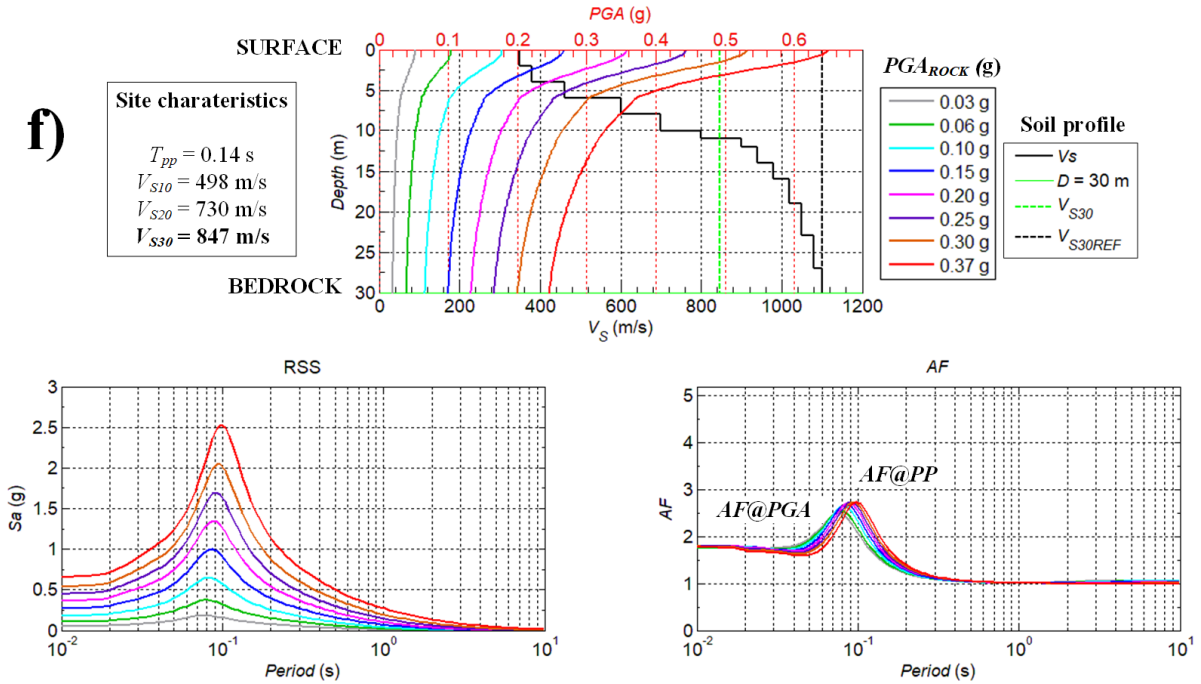 f)
Site charateristics
Tpp = 0.14 s
VS10 = 498 m/s
VS20 = 730 m/s
VS30 = 847 m/s
SURFACE
BEDROCK
PGA (g)
0 0.1 0.2 0.3 0.4 0.5 0.6
Depth (m)
0
5
10
15
20
25
30
0 200 400 600 800 1000 1200
VS (m/s)
PGAROCK (g)
0.03 g
0.06 g
0.10 g
0.15 g
0.20 g
0.25 g
0.30 g
0.37 g
Soil profile
Vs
D = 30 m
VS30
VS30REF
RSS
Sa (g)
3
2.5
2
1.5
1
0.5
0
10-2 10-1 100 101
Period (s)
AF
AF
5
4
3
2
1
0
AF@PGA
AF@PP
10-2 10-1 100 101
Period (s)